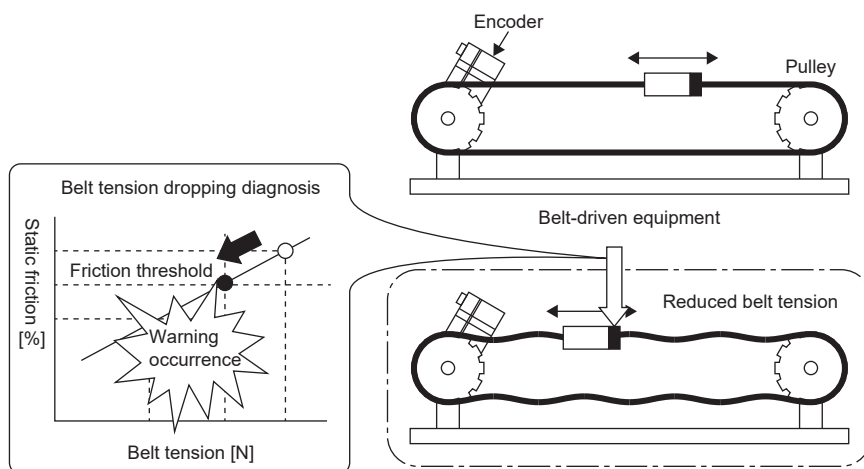 Encoder
Pulley
Belt-driven equipment
Reduced belt tension
Belt tension dropping diagnosis
Static friction
[%]
Friction threshold
Warning
occurrence
Belt tension [N]